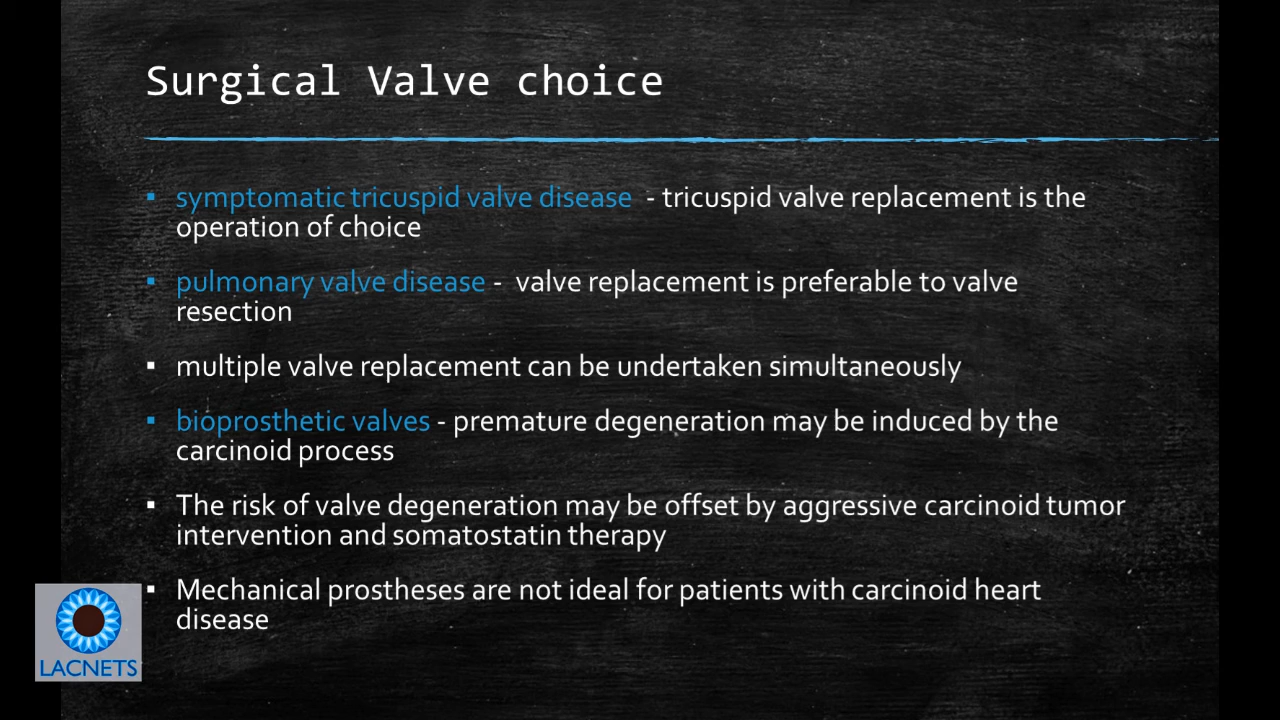 Surgical Valve choice
▪ symptomatic tricuspid valve disease - tricuspid valve replacement is the
operation of choice
▪ pulmonary valve disease - valve replacement is preferable to valve
resection
▪ multiple valve replacement can be undertaken simultaneously
▪ bioprosthetic valves - premature degeneration may be induced by the
carcinoid process
▪ The risk of valve degeneration may be offset by aggressive carcinoid tumor
intervention and somatostatin therapy
▪ Mechanical prostheses are not ideal for patients with carcinoid heart
disease
LACNETS